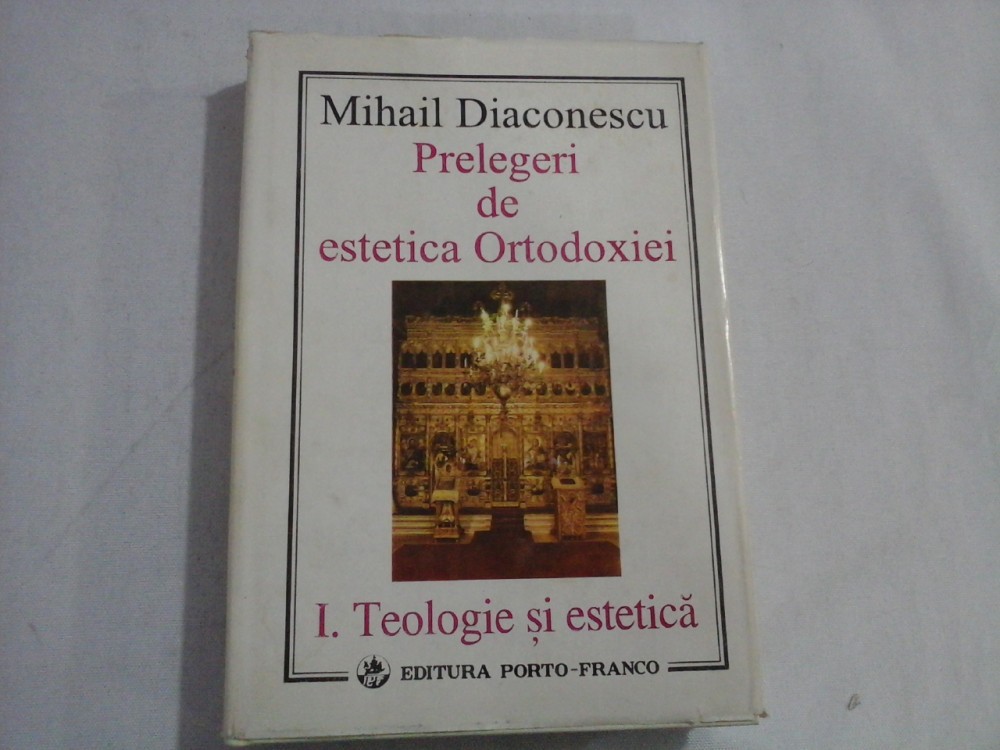 Mihail Diaconescu
Prelegeri
de
estetica Ortodoxiei
I. Teologie și estetică
EDITURA PORTO-FRANCO